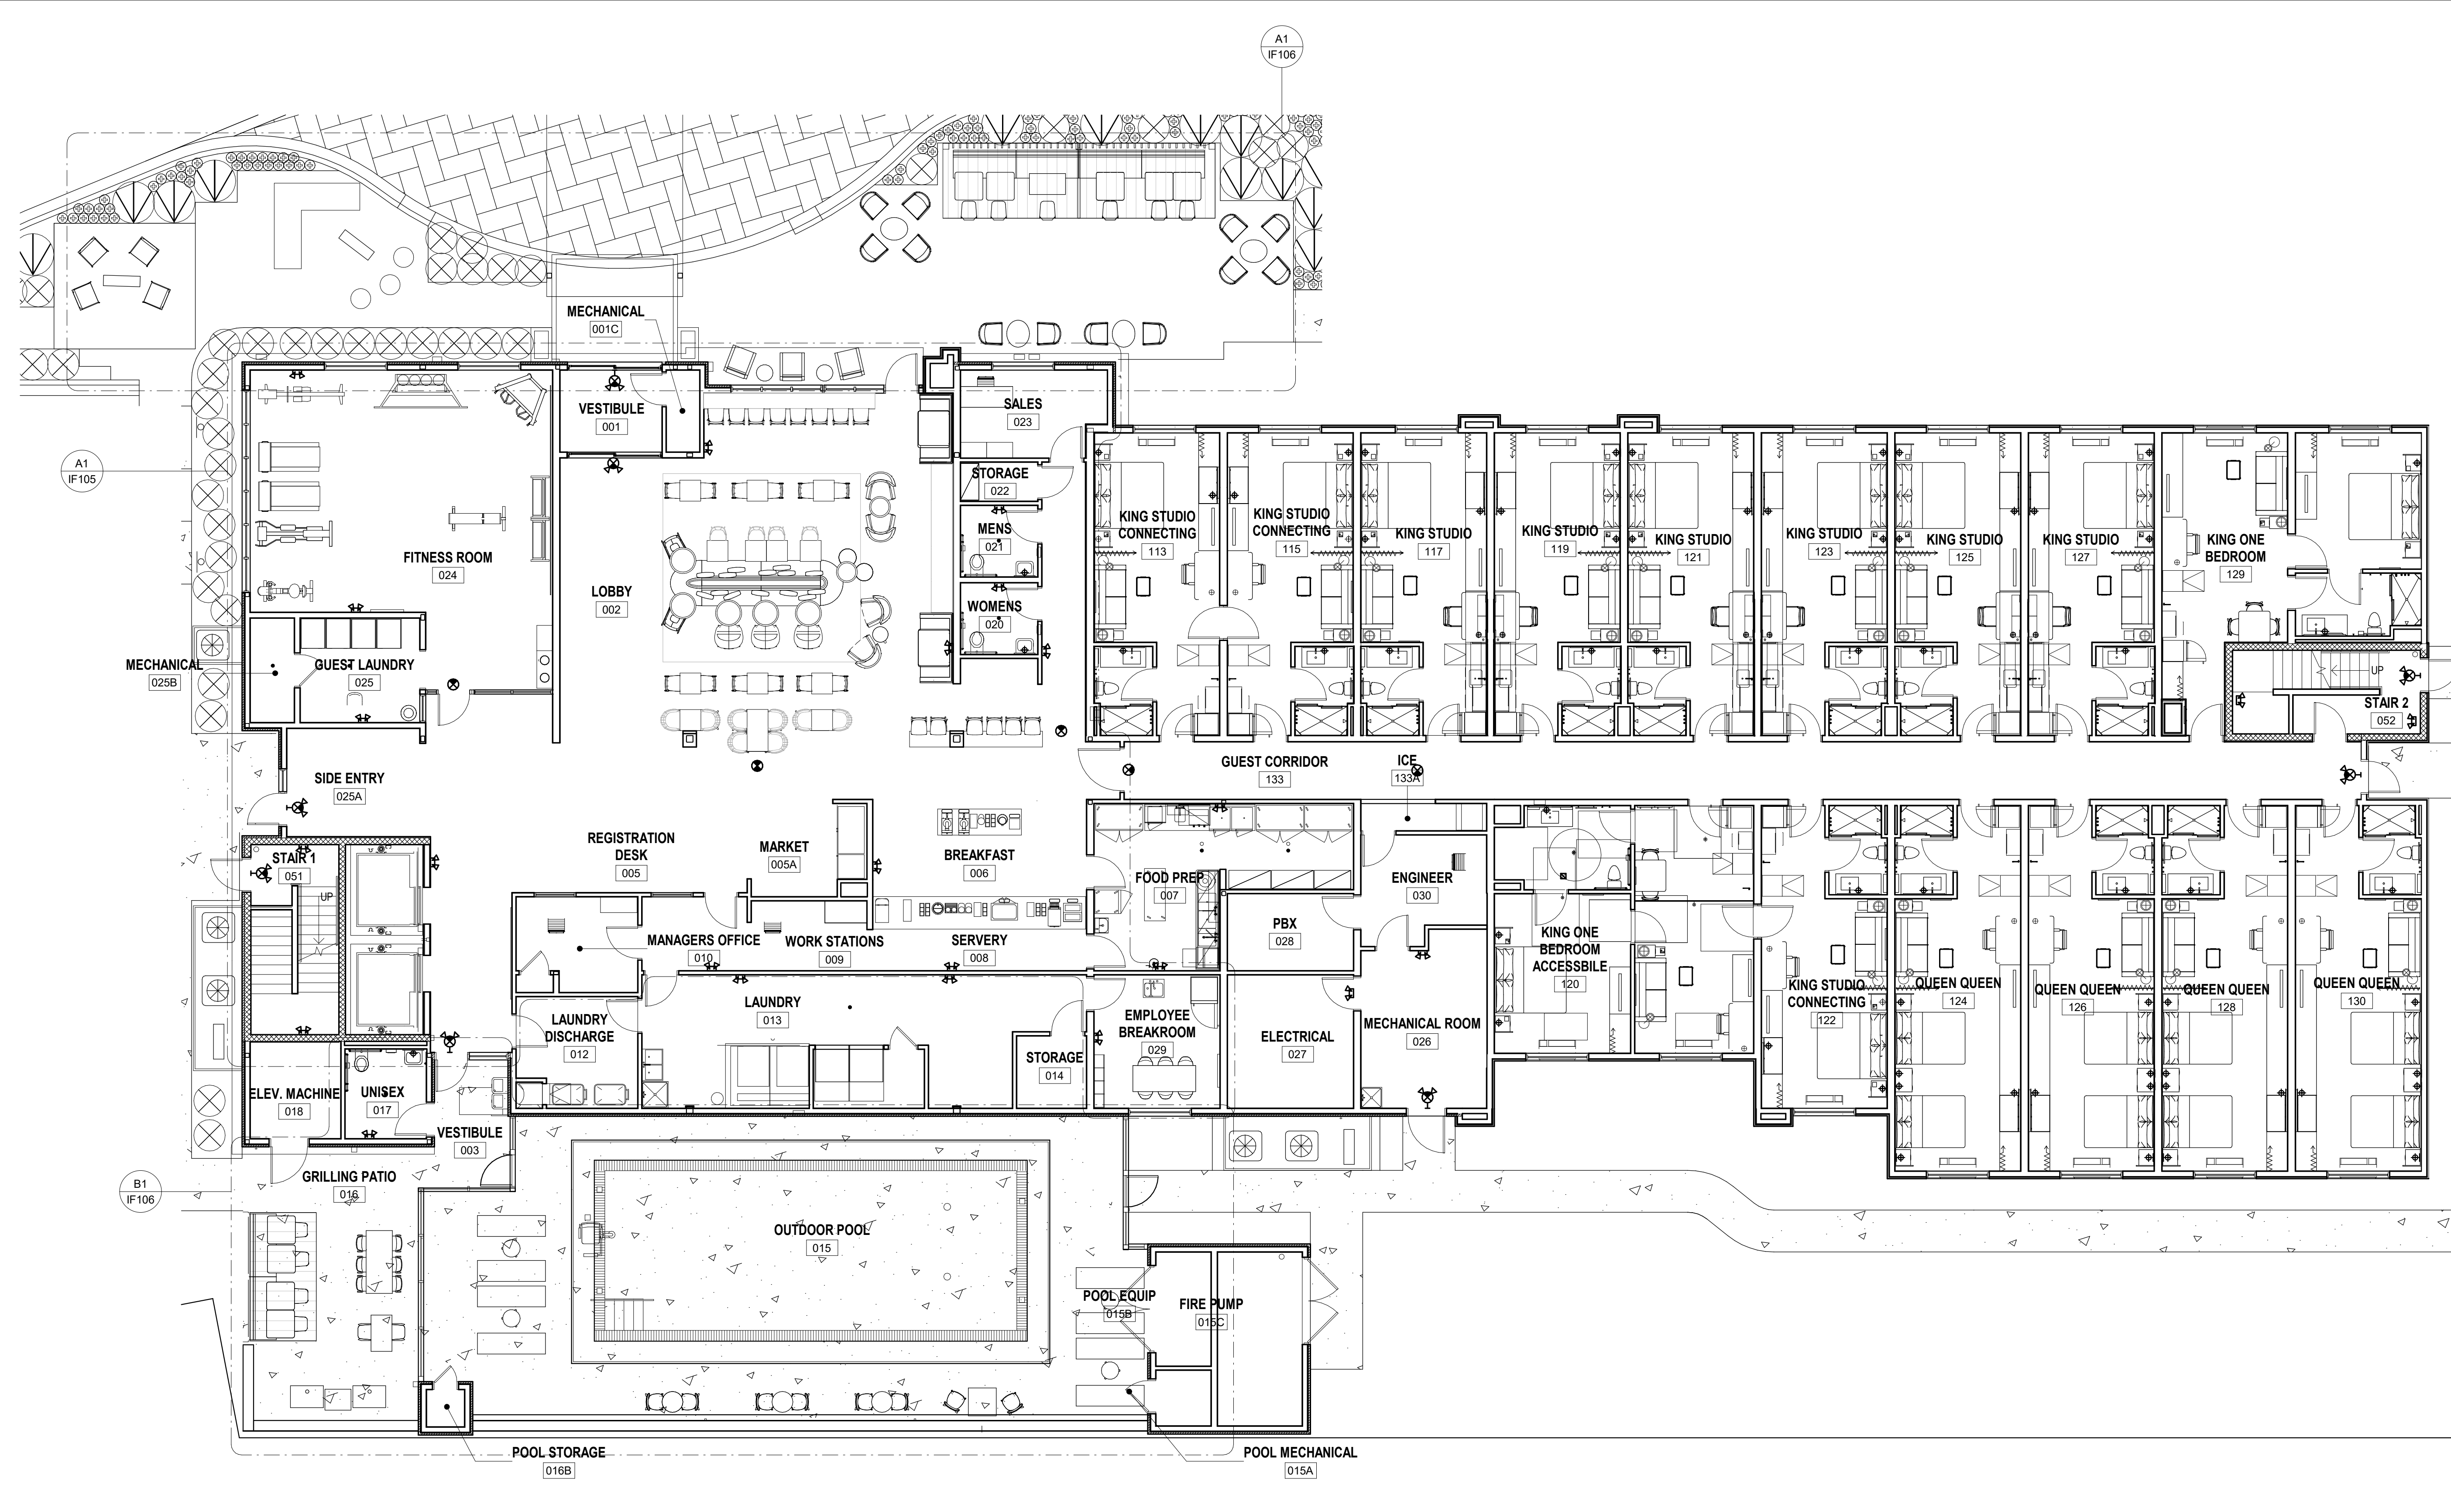 A1
IF106
MECHANICAL
001C
VESTIBULE
001
SALES
023
A1
IF105
STORAGE
022
MENS
021
KING STUDIO
CONNECTING
113
KING STUDIO
CONNECTING
115
KING STUDIO
117
KING STUDIO
119
KING STUDIO
121
KING STUDIO
123
KING STUDIO
125
KING STUDIO
127
KING ONE
BEDROOM
129
FITNESS ROOM
024
LOBBY
002
WOMENS
020
MECHANICAL
025B
GUEST LAUNDRY
025
UP
STAIR 2
052
SIDE ENTRY
025A
GUEST CORRIDOR
133
ICE
133A
REGISTRATION
DESK
005
MARKET
005A
BREAKFAST
006
STAIR 1
051
UP
FOOD PREP
007
ENGINEER
030
MANAGERS OFFICE
010
WORK STATIONS
009
SERVERY
008
PBX
028
KING ONE
BEDROOM
ACCESSBILE
120
KING STUDIO
CONNECTING
122
QUEEN QUEEN
124
QUEEN QUEEN
126
QUEEN QUEEN
128
QUEEN QUEEN
130
LAUNDRY
013
LAUNDRY
DISCHARGE
012
EMPLOYEE
BREAKROOM
029
ELECTRICAL
027
MECHANICAL ROOM
026
STORAGE
014
ELEV. MACHINE
018
UNISEX
017
VESTIBULE
003
B1
IF106
GRILLING PATIO
016
OUTDOOR POOL
015
POOL EQUIP
015B
FIRE PUMP
015C
POOL STORAGE
016B
POOL MECHANICAL
015A